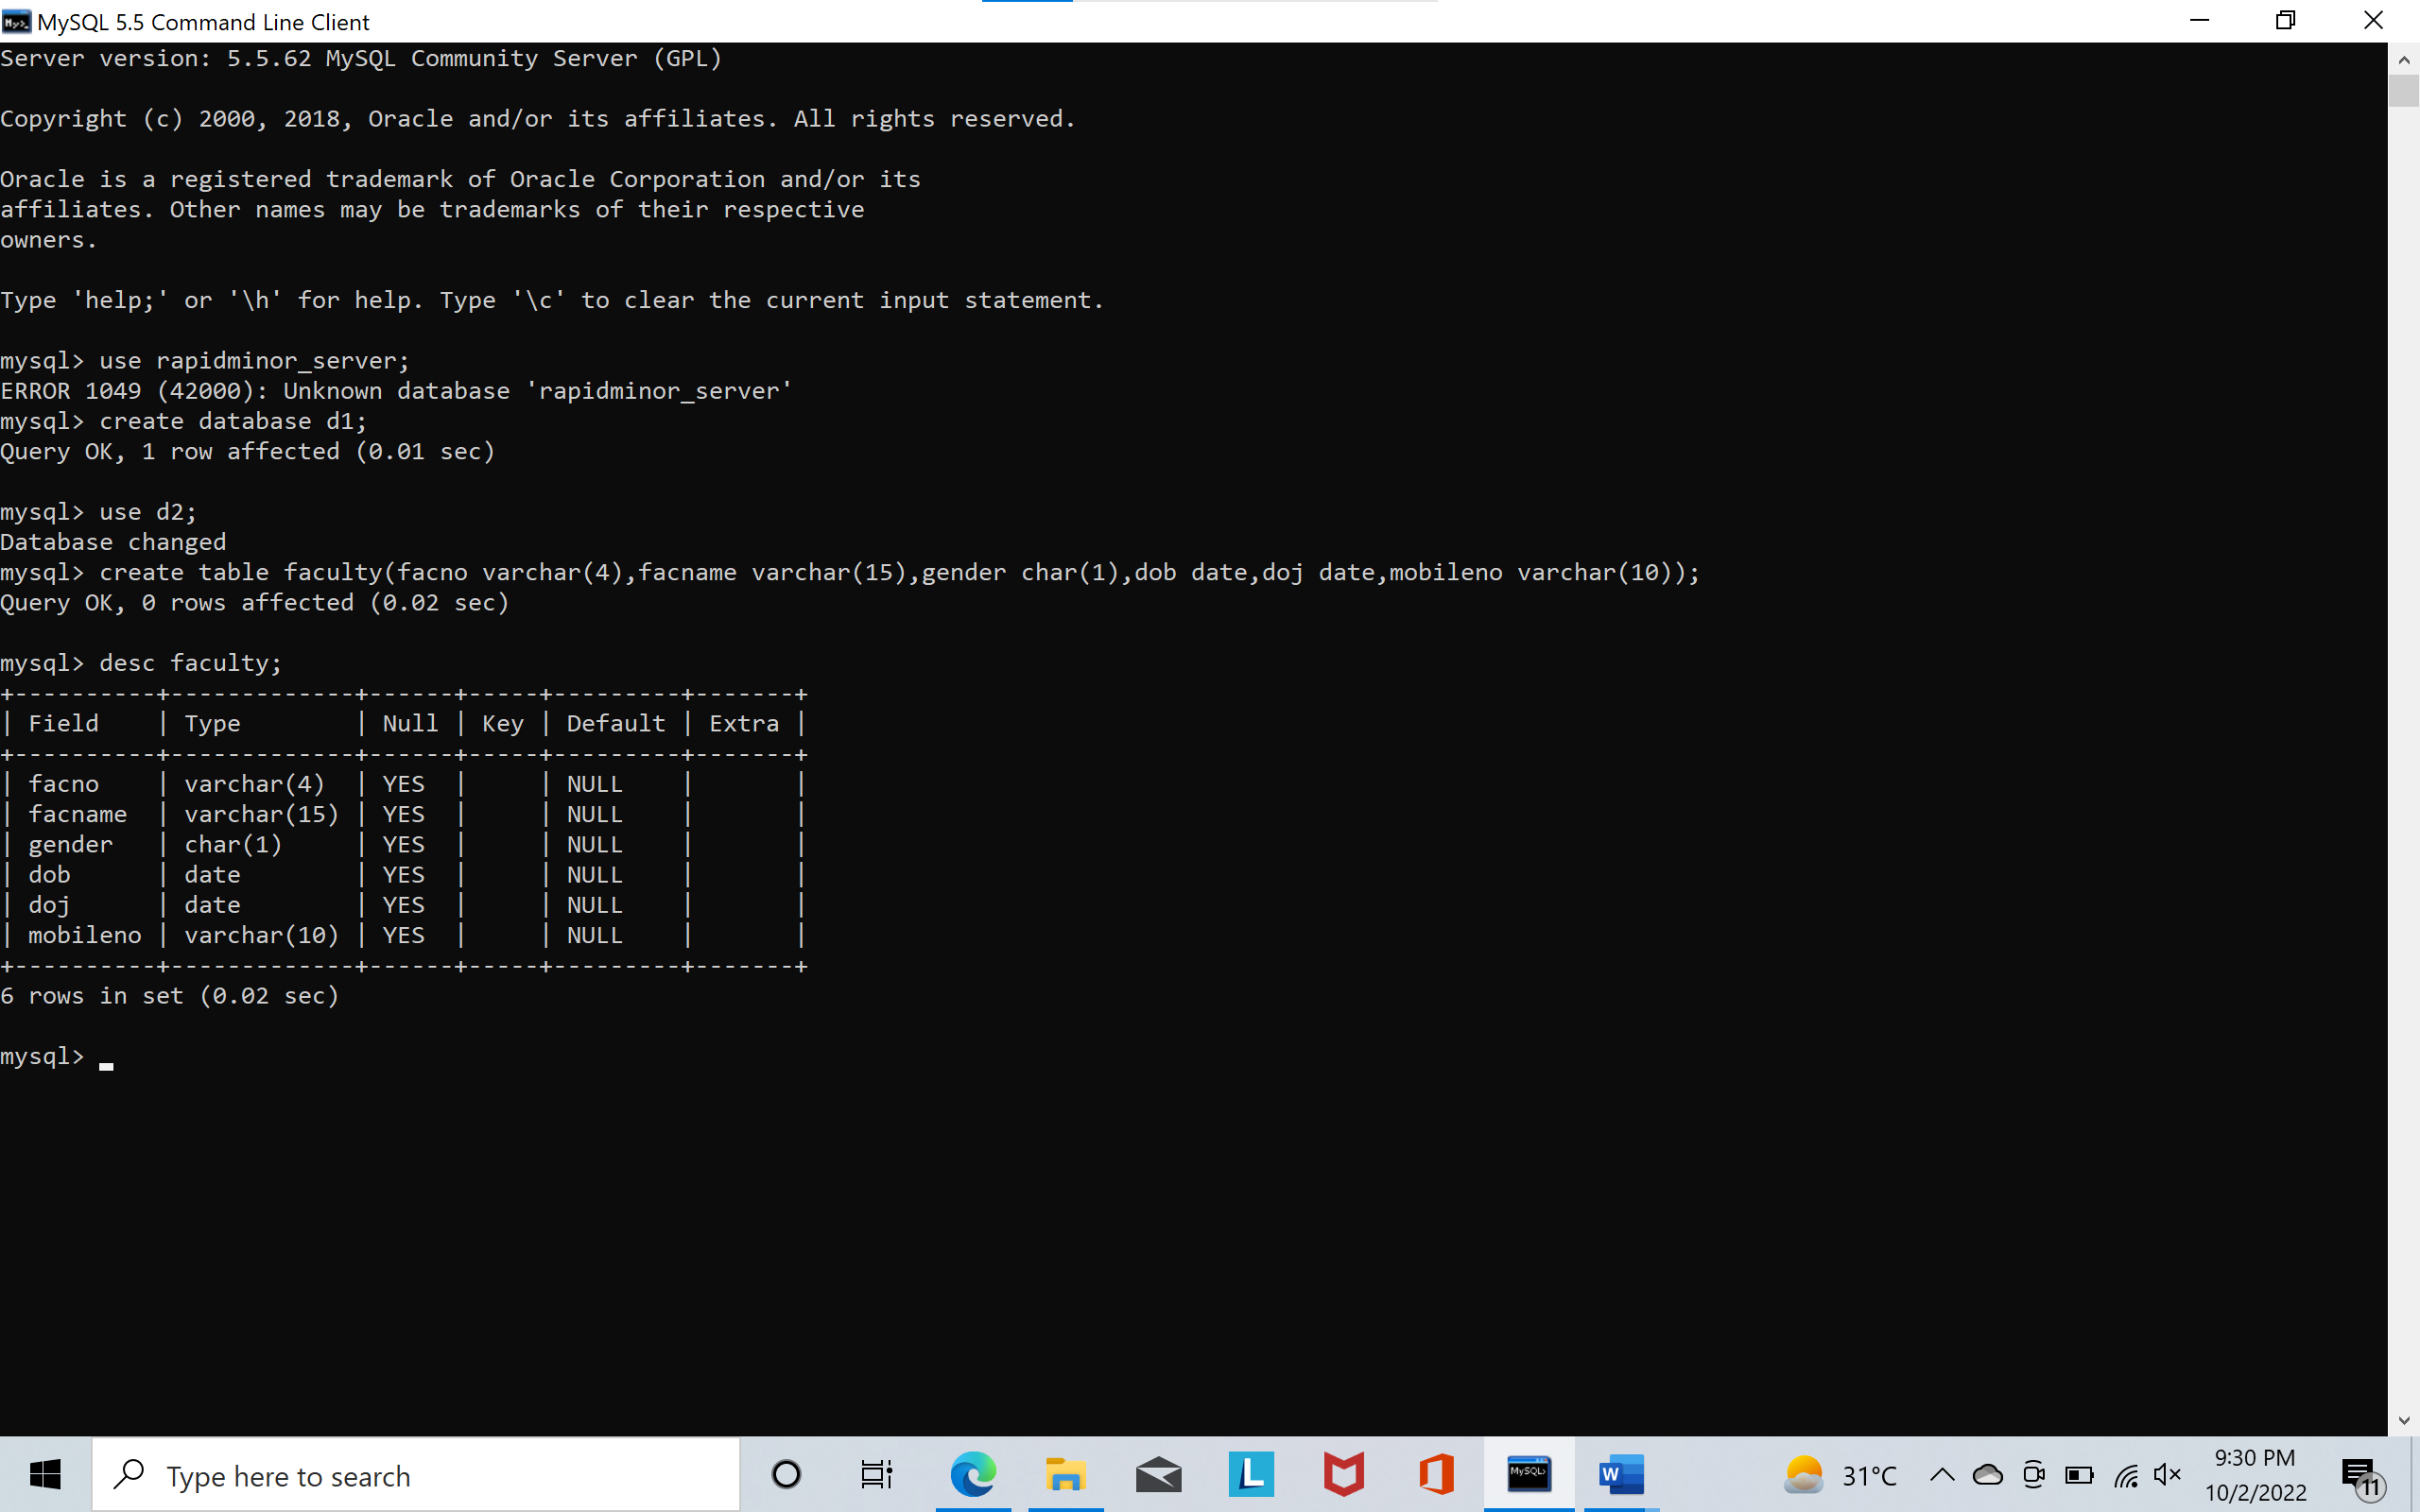 MySQL 5.5 Command Line Client
Server version: 5.5.62 MySQL Community Server (GPL)
Copyright (c) 2000, 2018, Oracle and/or its affiliates. All rights reserved.
Oracle is a registered trademark of Oracle Corporation and/or its
affiliates. Other names may be trademarks of their respective
owners.
Type 'help;' or '\h' for help. Type '\c' to clear the current input statement.
mysql> use rapidminor_server;
ERROR 1049 (42000): Unknown database 'rapidminor_server'
mysql> create database d1;
Query OK, 1 row affected (0.01 sec)
mysql> use d2;
Database changed
mysql> create table faculty(facno varchar(4),facname varchar(15),gender char(1),dob date,doj date,mobileno varchar(10));
Query OK, 0 rows affected (0.02 sec)
mysql> desc faculty;
+----------+-------------+------+-----+---------+-------+
| Field    | Type        | Null | Key | Default | Extra |
+----------+-------------+------+-----+---------+-------+
| facno    | varchar(4)  | YES  |     | NULL    |       |
| facname  | varchar(15) | YES  |     | NULL    |       |
| gender   | char(1)     | YES  |     | NULL    |       |
| dob      | date        | YES  |     | NULL    |       |
| doj      | date        | YES  |     | NULL    |       |
| mobileno | varchar(10) | YES  |     | NULL    |       |
+----------+-------------+------+-----+---------+-------+
6 rows in set (0.02 sec)
mysql>
Type here to search
L
MySQL>
W
31°C
9:30 PM
10/2/2022
11